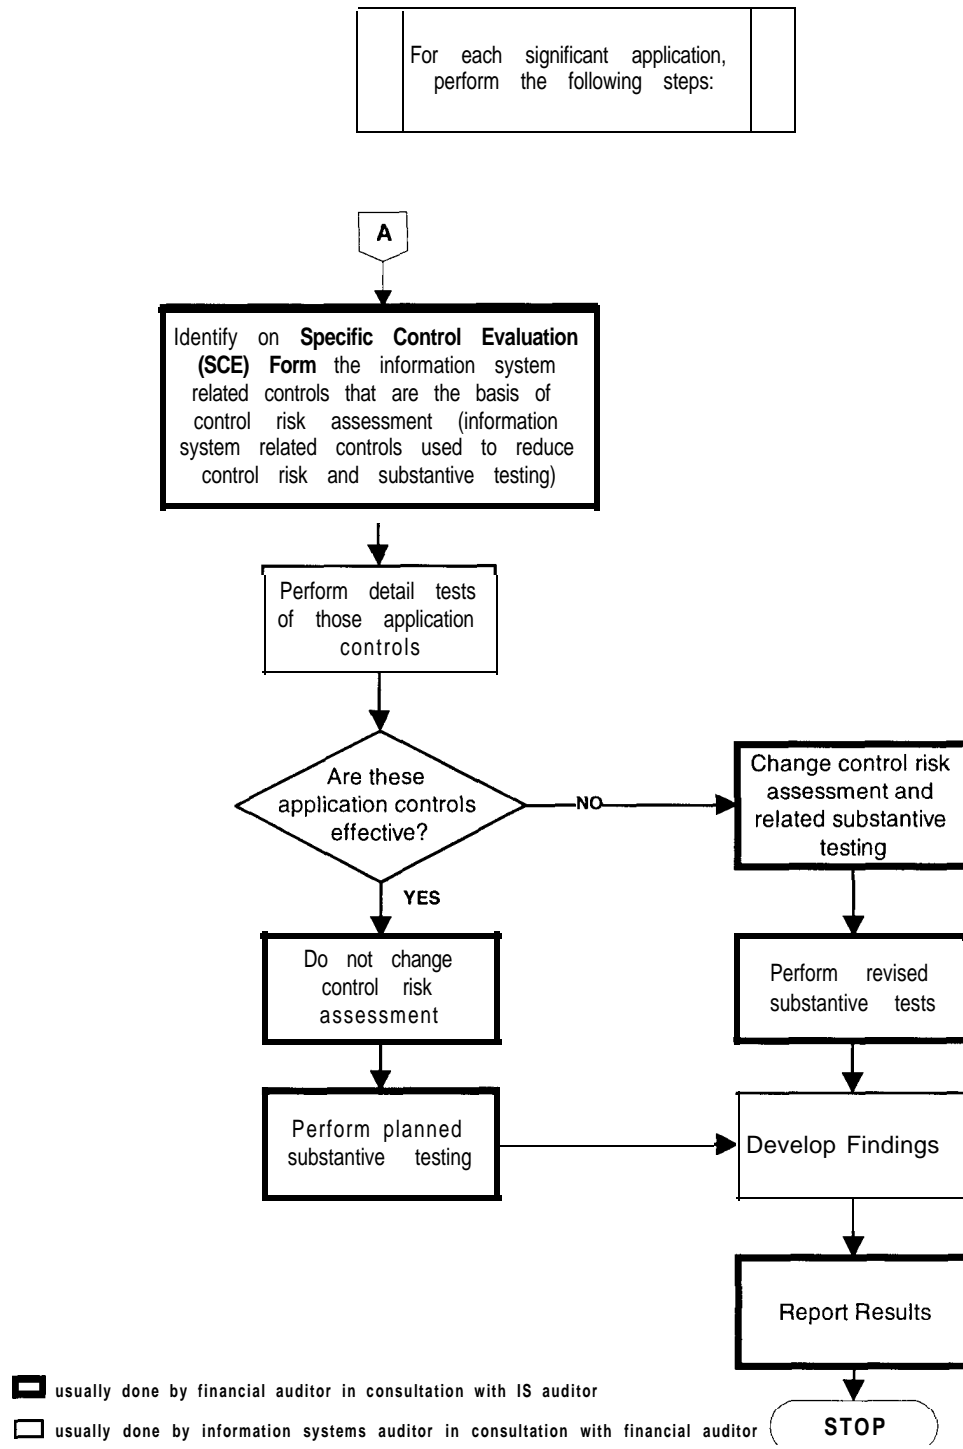 For each significant application,
perform the following steps:
A
Identify on Specific Control Evaluation
(SCE) Form the information system
related controls that are the basis of
control risk assessment (information
system related controls used to reduce
control risk and substantive testing)
Perform detail tests
of those application
controls
Are these
application controls
effective?
NO
Change control risk
assessment and
related substantive
testing
YES
Do not change
control risk
assessment
Perform revised
substantive tests
Perform planned
substantive testing
Develop Findings
Report Results
usually done by financial auditor in consultation with IS auditor
usually done by information systems auditor in consultation with financial auditor
STOP